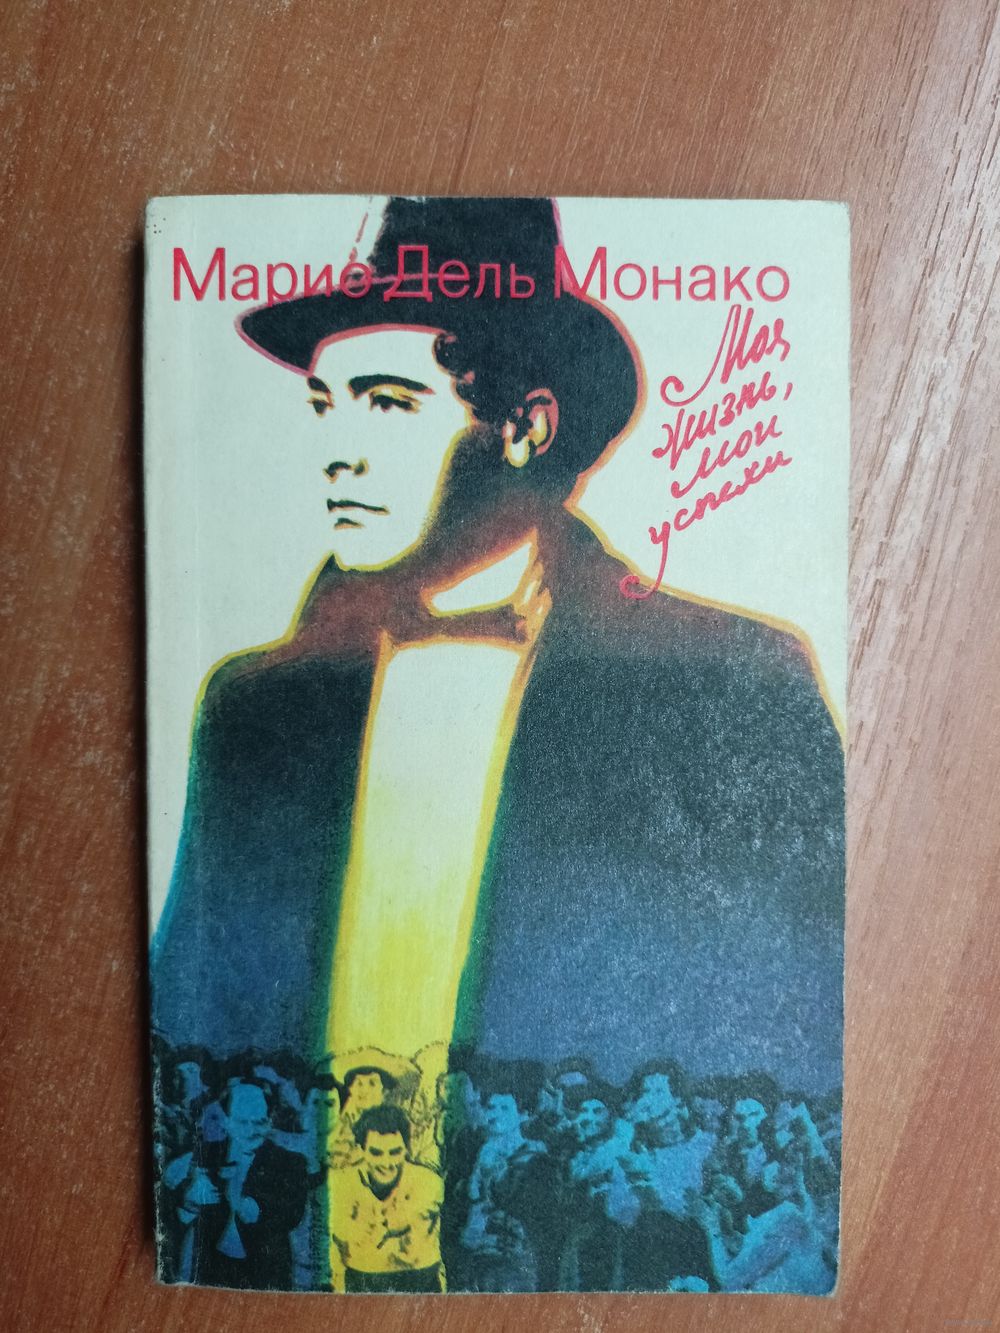 Марио Дель Монако
Моя
жизнь,
мои
успехи